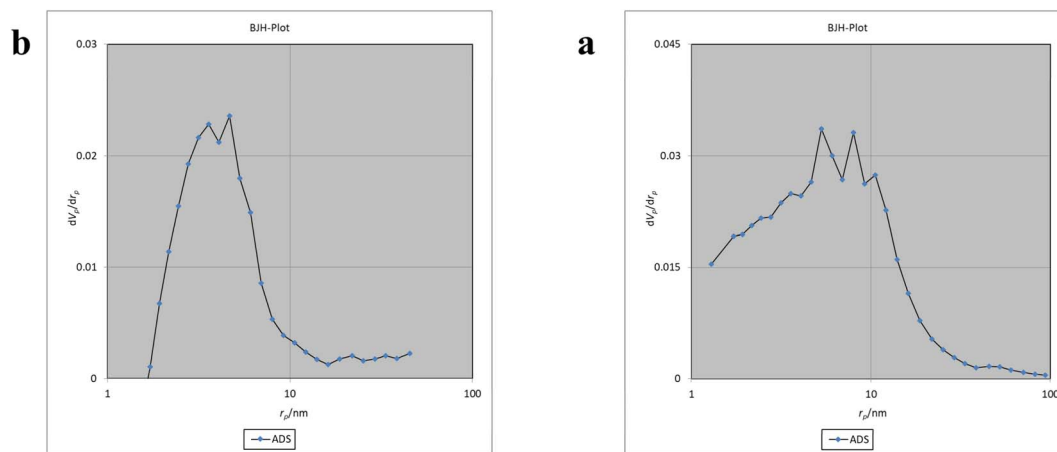 b
BJH-Plot
0.03
0.02
0.01
0
dVp/drp
1
10
100
rp/nm
ADS
a
BJH-Plot
0.045
0.03
0.015
0
dVp/drp
1
10
100
rp/nm
ADS